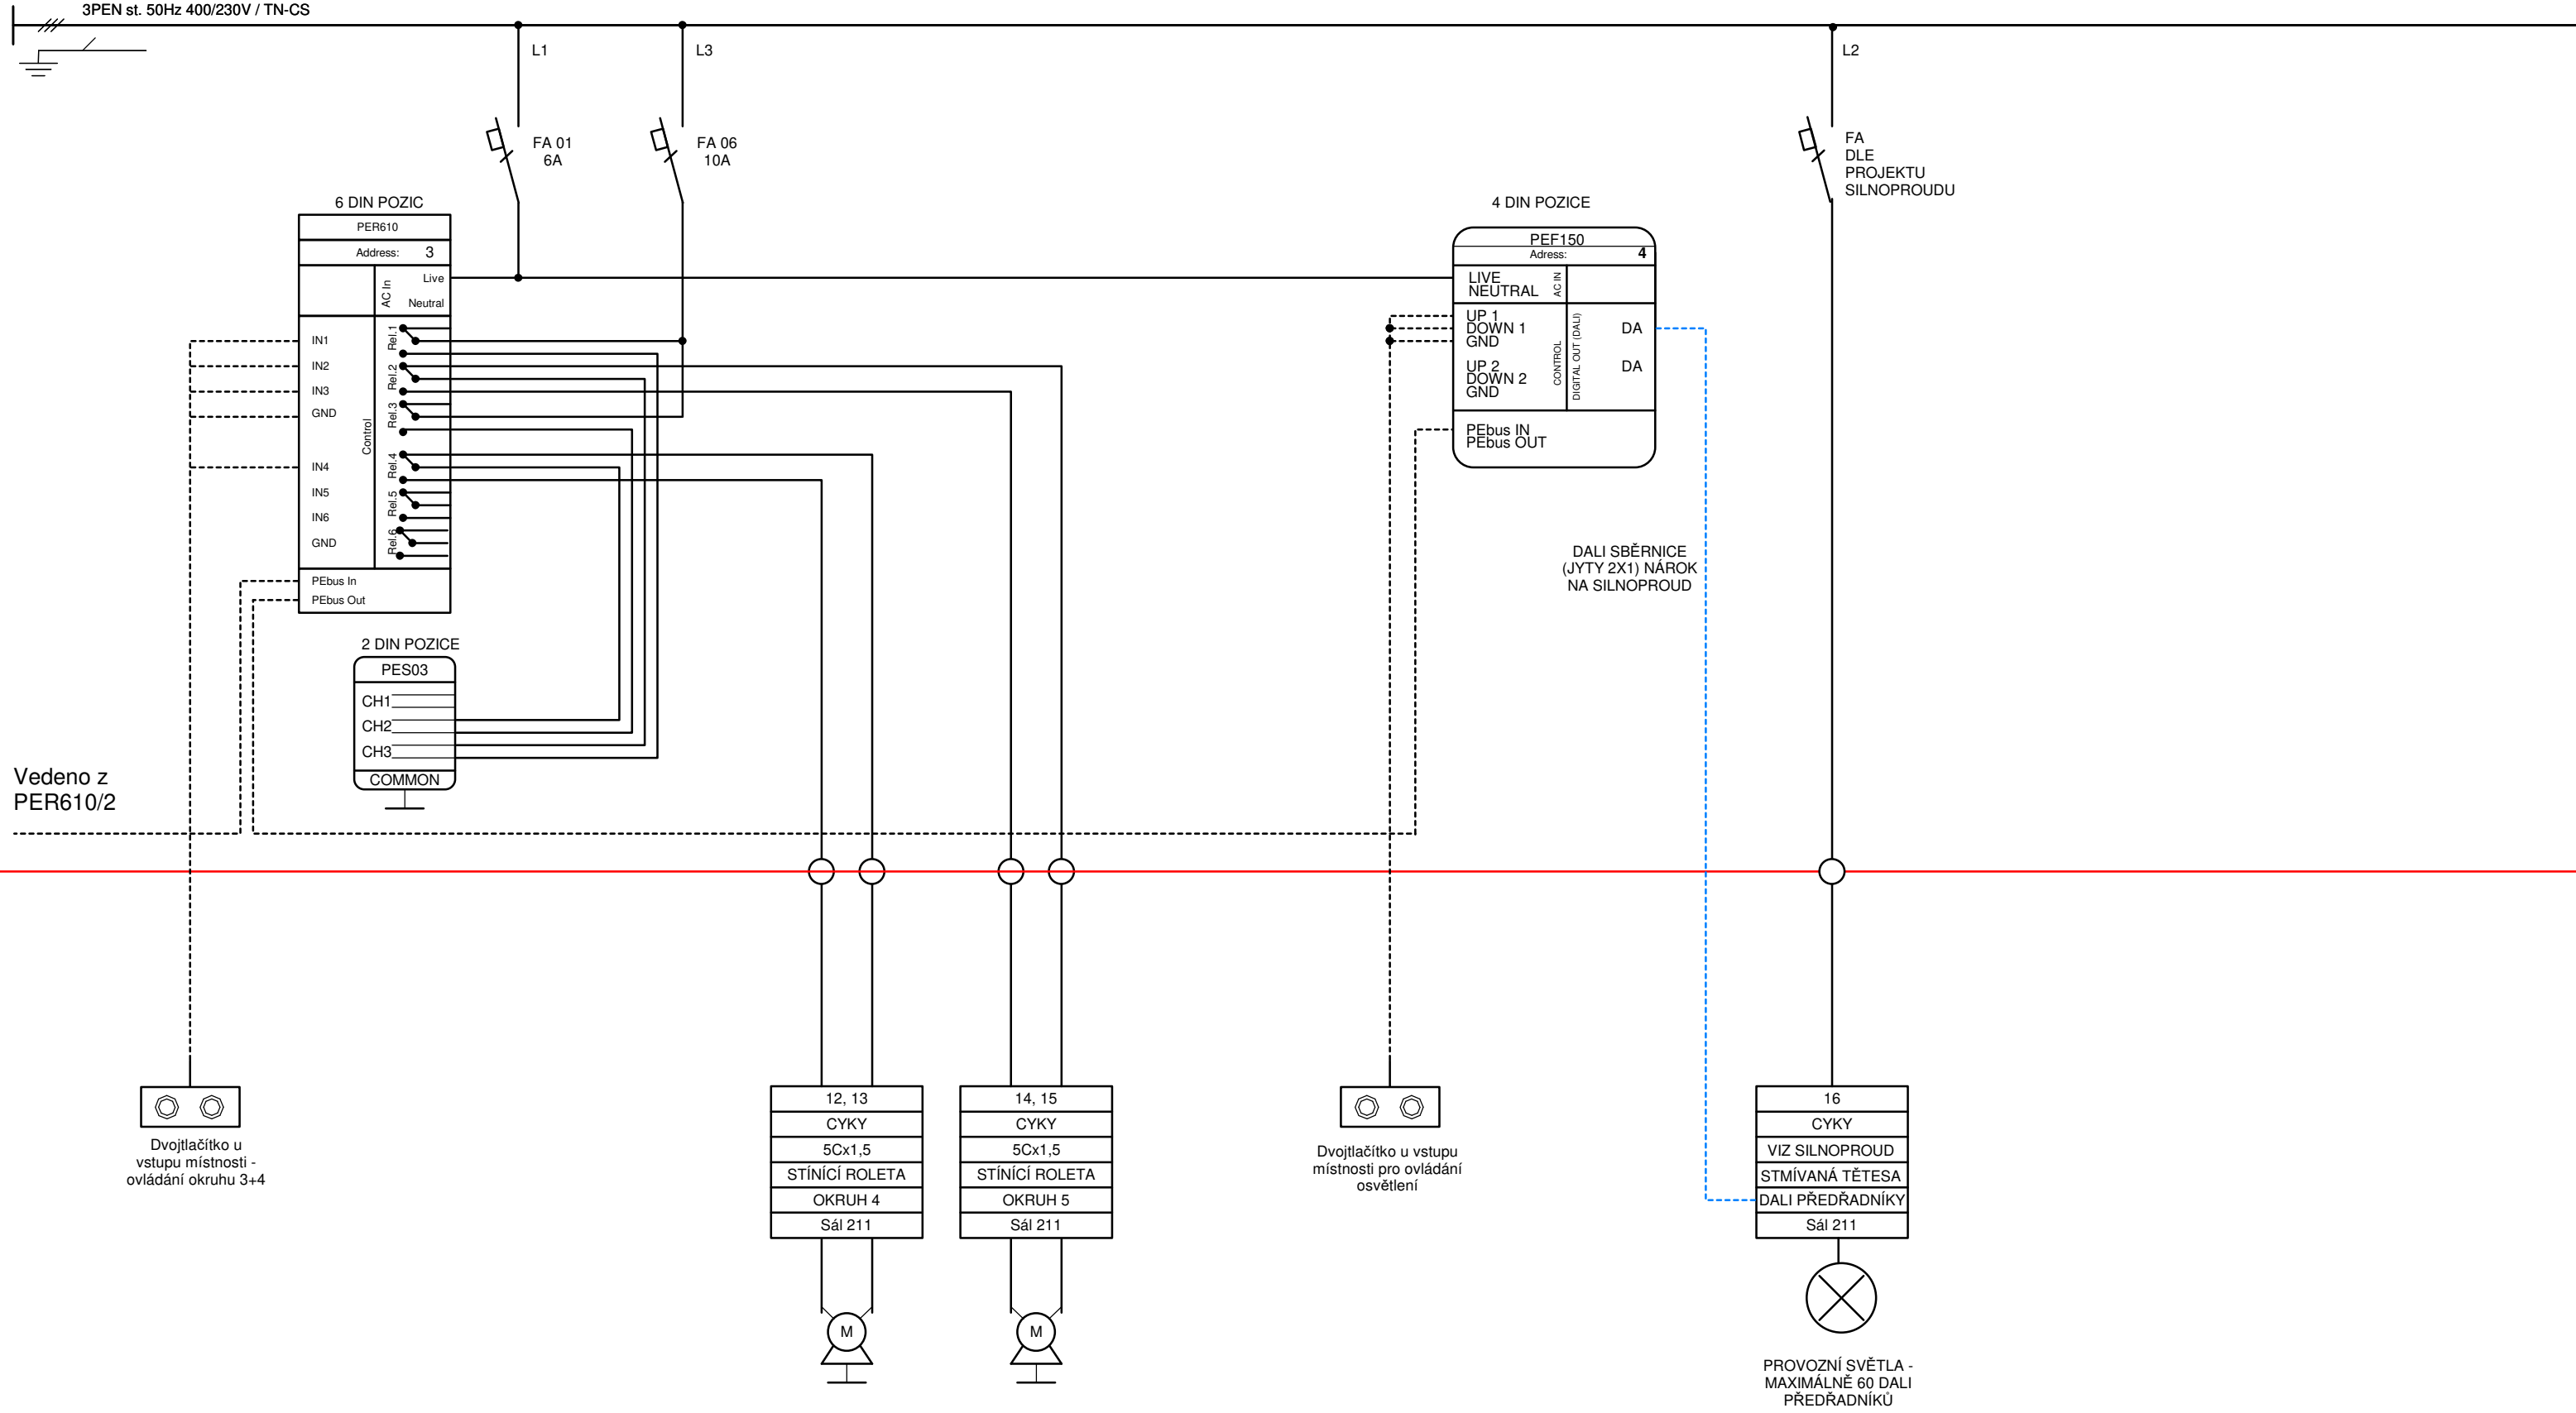 3PEN st. 50Hz 400/230V / TN-CS
L1
L3
L2
FA 01
6A
FA 06
10A
FA
DLE
PROJEKTU
SILNOPROUDU
6 DIN POZIC
PER610
Address: 3
AC In
Live
Neutral
Control
IN1
IN2
IN3
GND
IN4
IN5
IN6
GND
Rel.1
Rel.2
Rel.3
Rel.4
Rel.5
Rel.6
PEbus In
PEbus Out
4 DIN POZICE
PEF150
Adress: 4
LIVE
NEUTRAL
AC IN
UP 1
DOWN 1
GND
UP 2
DOWN 2
GND
CONTROL
DIGITAL OUT (DALI)
DA
DA
PEbus IN
PEbus OUT
DALI SBĚRNICE
(JYTY 2X1) NÁROK
NA SILNOPROUD
2 DIN POZICE
PES03
CH1
CH2
CH3
COMMON
Vedeno z
PER610/2
Dvojtlačítko u
vstupu místnosti -
ovládání okruhu 3+4
12, 13
CYKY
5Cx1,5
STÍNÍCÍ ROLETA
OKRUH 4
Sál 211
M
14, 15
CYKY
5Cx1,5
STÍNÍCÍ ROLETA
OKRUH 5
Sál 211
M
Dvojtlačítko u vstupu
místnosti pro ovládání
osvětlení
16
CYKY
VIZ SILNOPROUD
STMÍVANÁ TĚTESA
DALI PŘEDŘADNÍKY
Sál 211
PROVOZNÍ SVĚTLA -
MAXIMÁLNĚ 60 DALI
PŘEDŘADNÍKŮ